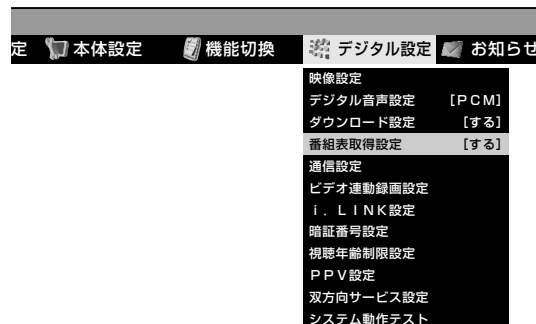 定 本体設定 機能切換 デジタル設定 お知らせ
映像設定
デジタル音声設定 [PCM]
ダウンロード設定 [する]
番組表取得設定 [する]
通信設定
ビデオ連動録画設定
i．LINK設定
暗証番号設定
視聴年齢制限設定
PPV設定
双方向サービス設定
システム動作テスト